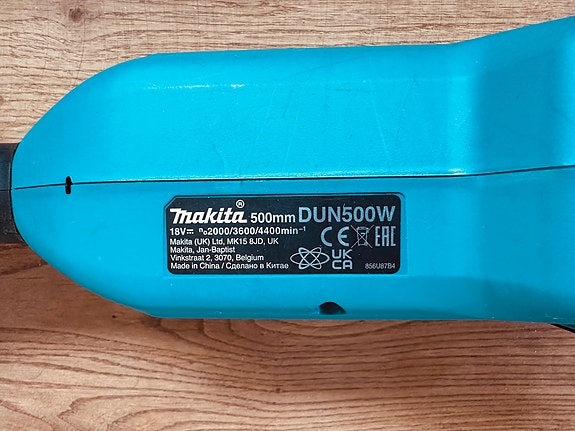 makita® 500mm DUN500W
18V⎓ n₀2000/3600/4400min⁻¹
Makita (UK) Ltd, MK15 8JD, UK
Makita, Jan-Baptist
Vinkstraat 2, 3070, Belgium
Made in China / Сделано в Китае
CE EAC
UK
CA
856U87B4